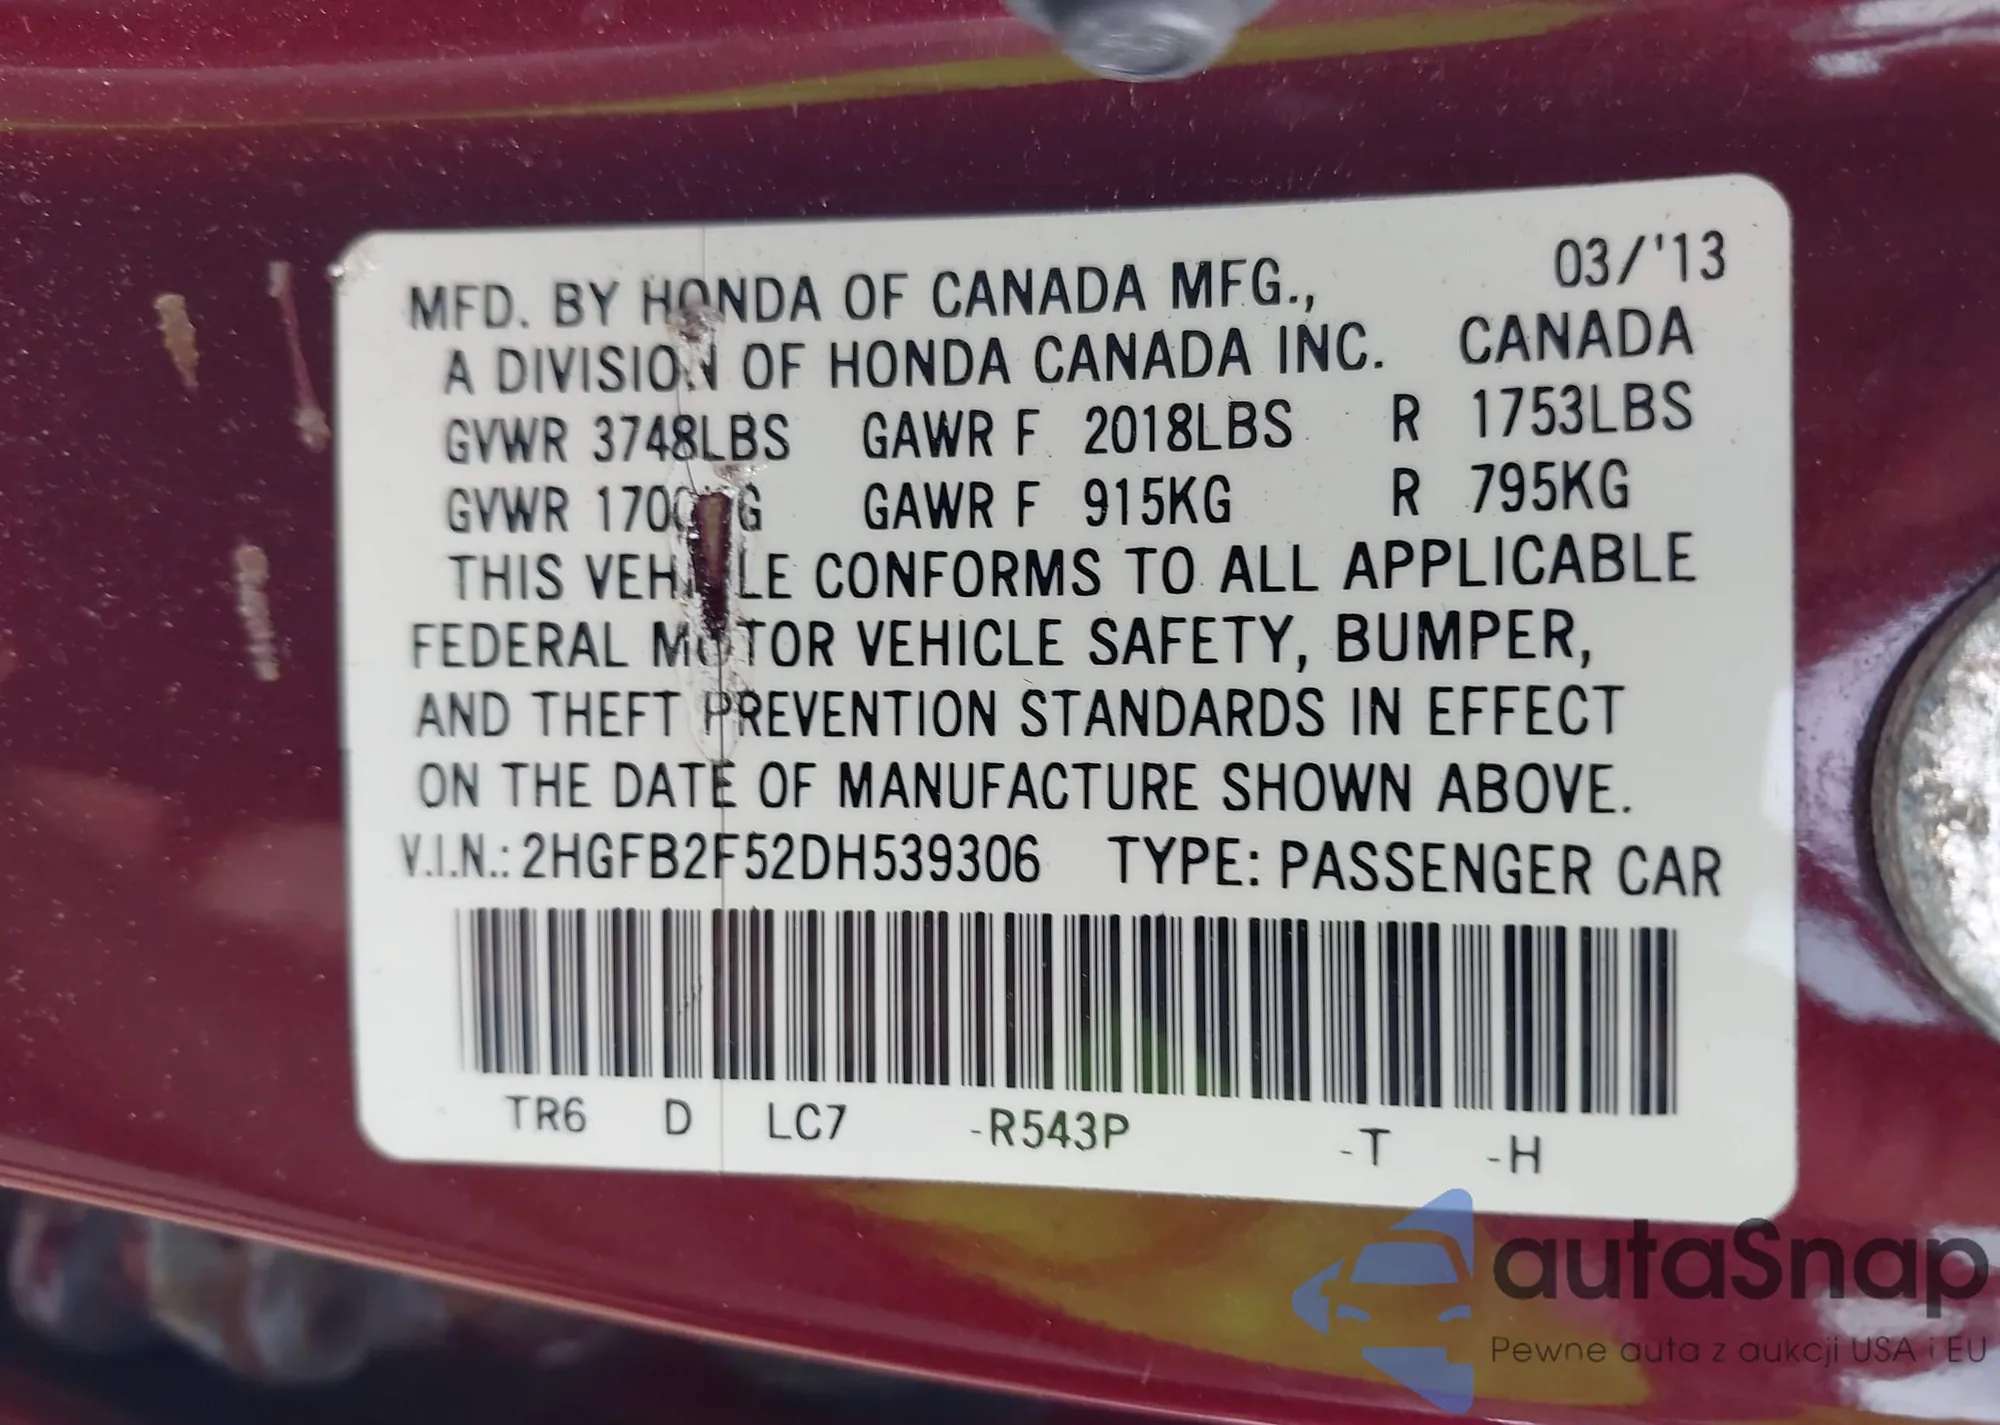 03/'13
MFD. BY HONDA OF CANADA MFG.,
A DIVISION OF HONDA CANADA INC. CANADA
GVWR 3748LBS GAWR F 2018LBS R 1753LBS
GVWR GAWR F 915KG R 795KG
THIS VEHICLE CONFORMS TO ALL APPLICABLE
FEDERAL MOTOR VEHICLE SAFETY, BUMPER,
AND THEFT PREVENTION STANDARDS IN EFFECT
ON THE DATE OF MANUFACTURE SHOWN ABOVE.
V.I.N.: 2HGFB2F52DH539306 TYPE: PASSENGER CAR
TR6 D LC7 -R543P -T -H
autaSnap
Pewne auta z aukcji USA i EU